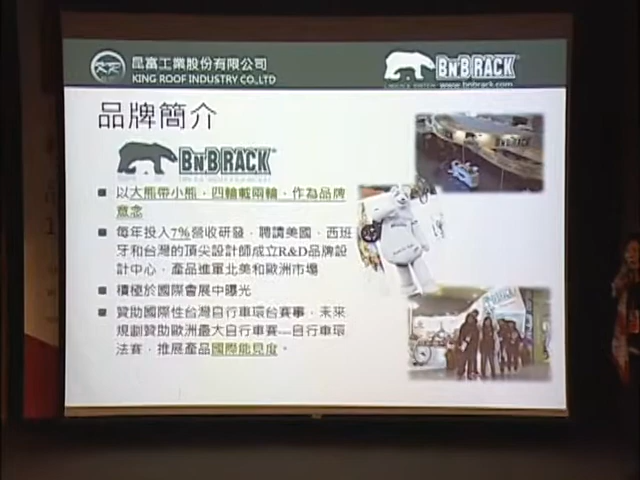 昆富工業股份有限公司
KING ROOF INDUSTRY CO.,LTD
BNB RACK
www.bnbrack.com
品牌簡介
BNB RACK
以大熊帶小熊，四輪載兩輪，作為品牌
意念
每年投入7%營收研發，聘請美國，西班
牙和台灣的頂尖設計師成立R&D品牌設
計中心，產品進軍北美和歐洲市場
積極於國際會展中曝光
贊助國際性台灣自行車環台賽事，未來
規劃贊助歐洲最大自行車賽—自行車環
法賽，推展產品國際能見度。